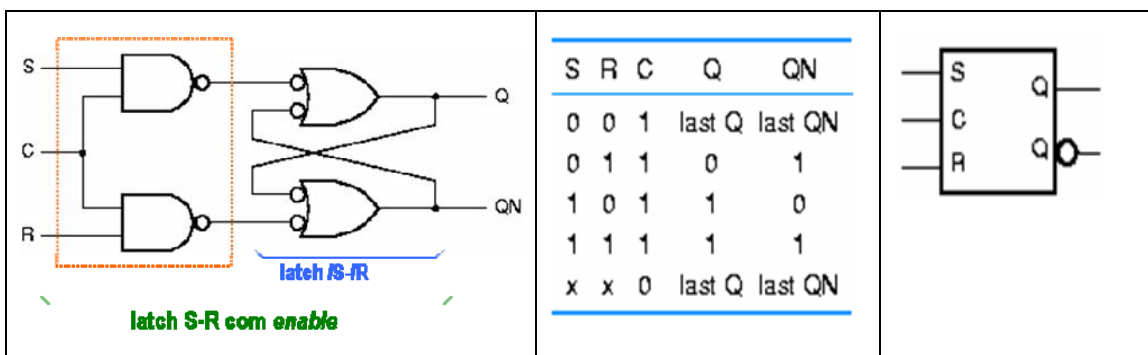 S
C
R
Q
QN
latch /S-/R
latch S-R com enable
S R C Q QN
0 0 1 last Q last QN
0 1 1 0 1
1 0 1 1 0
1 1 1 1 1
x x 0 last Q last QN
S
C
R
Q
Q